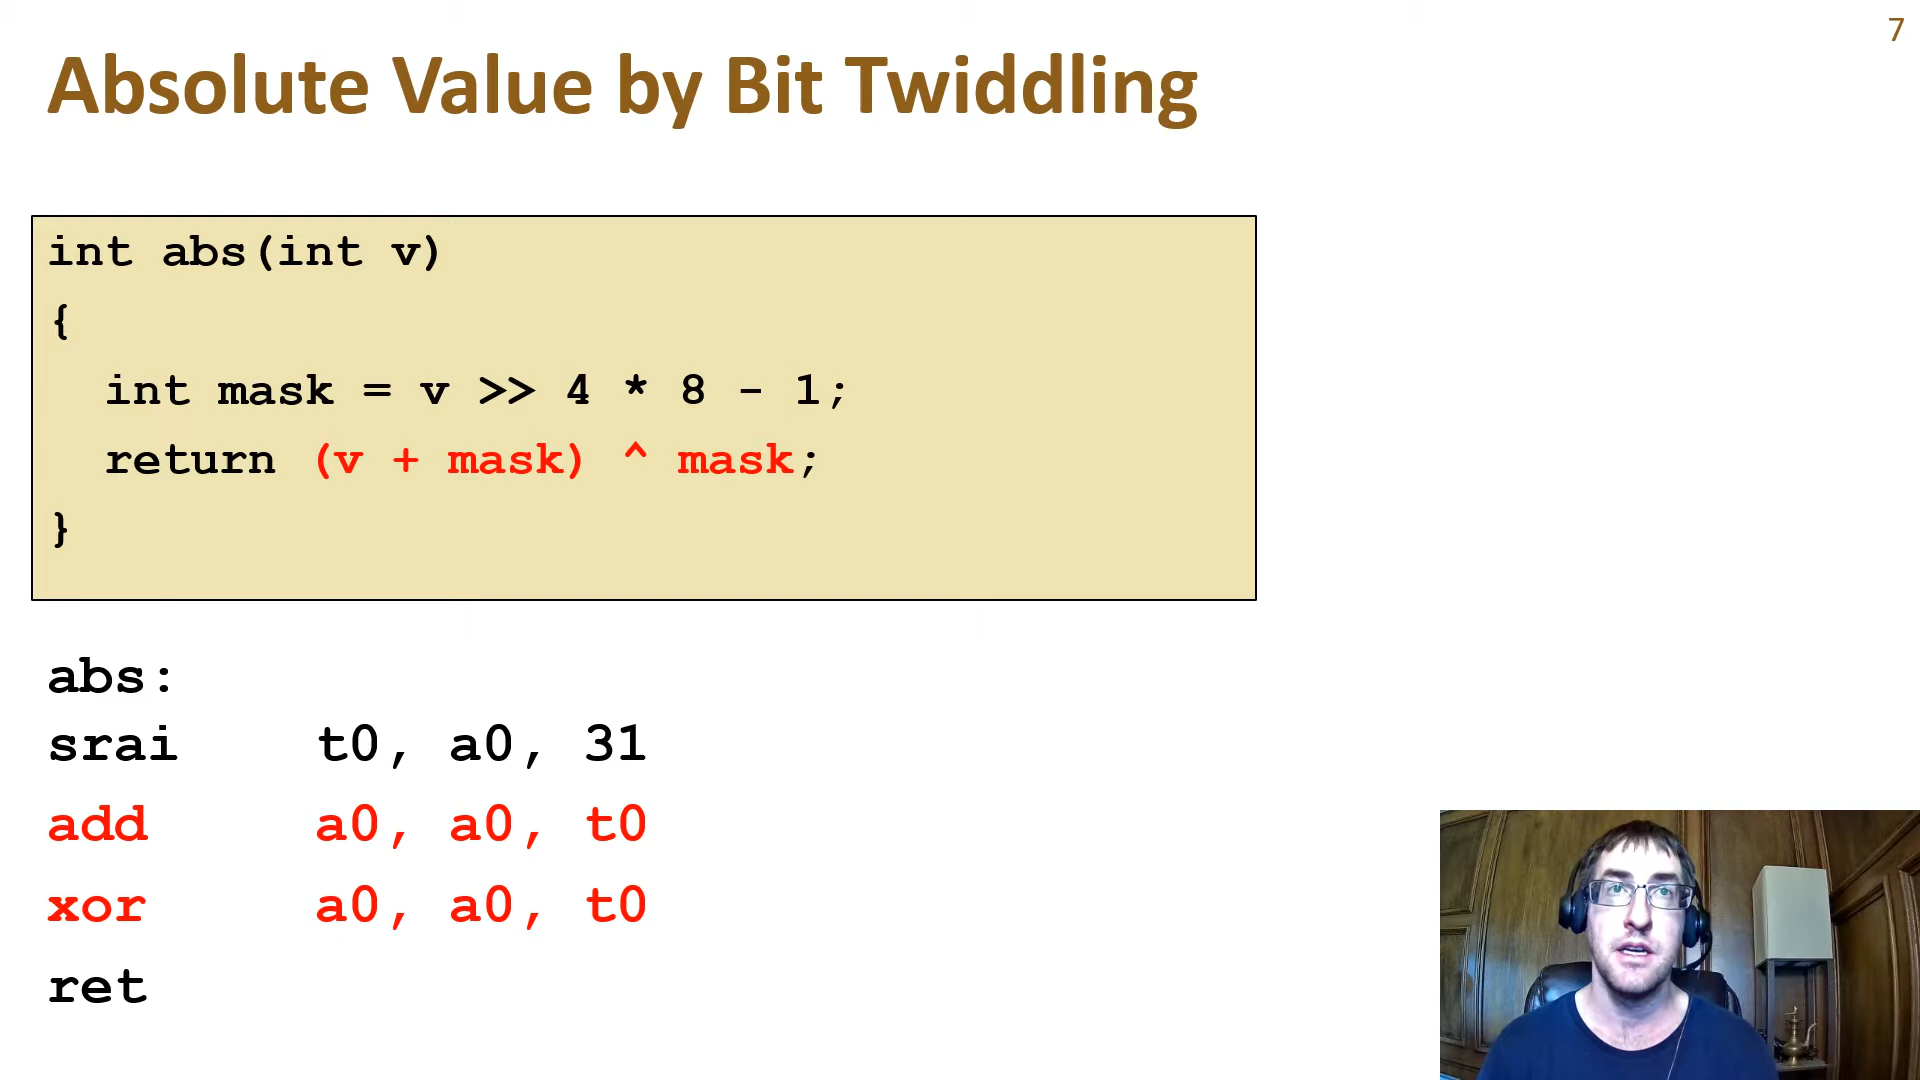 7
Absolute Value by Bit Twiddling
int abs(int v)
{
int mask = v >> 4 * 8 - 1;
return (v + mask) ^ mask;
}
abs:
srai t0, a0, 31
add a0, a0, t0
xor a0, a0, t0
ret